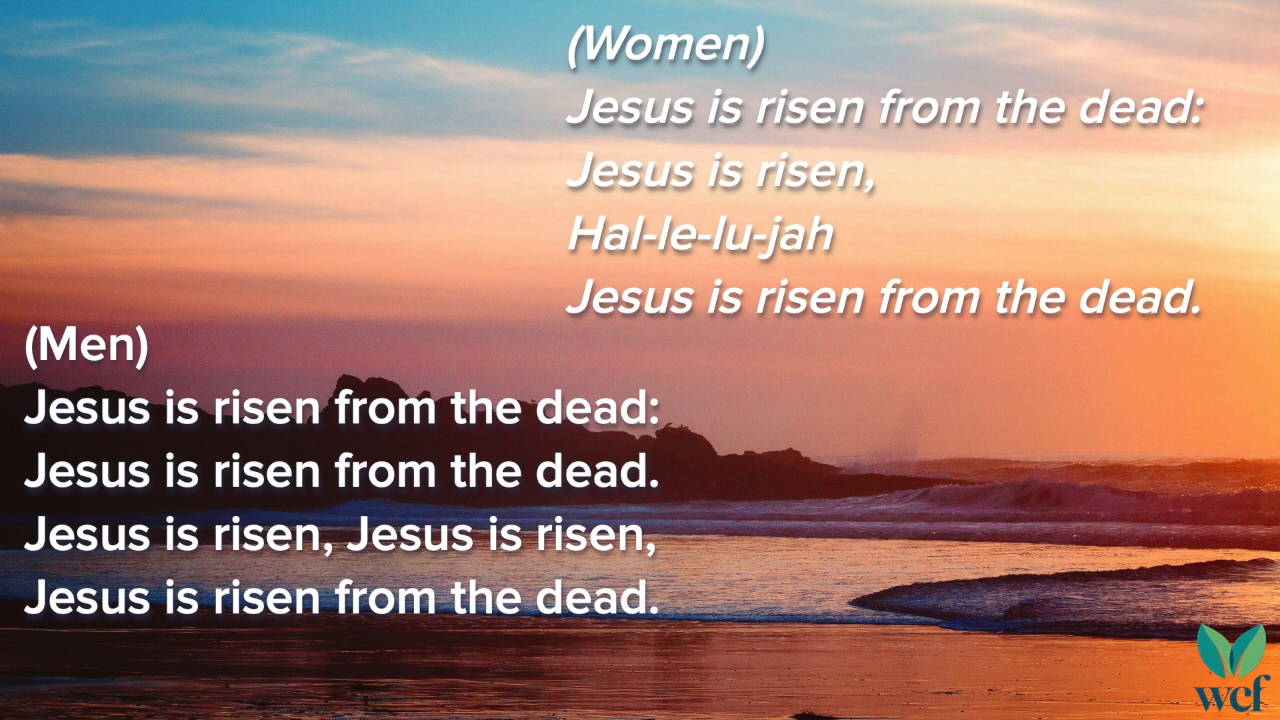 (Women)
Jesus is risen from the dead:
Jesus is risen,
Hal-le-lu-jah
Jesus is risen from the dead.
(Men)
Jesus is risen from the dead:
Jesus is risen from the dead.
Jesus is risen, Jesus is risen,
Jesus is risen from the dead.
wcf